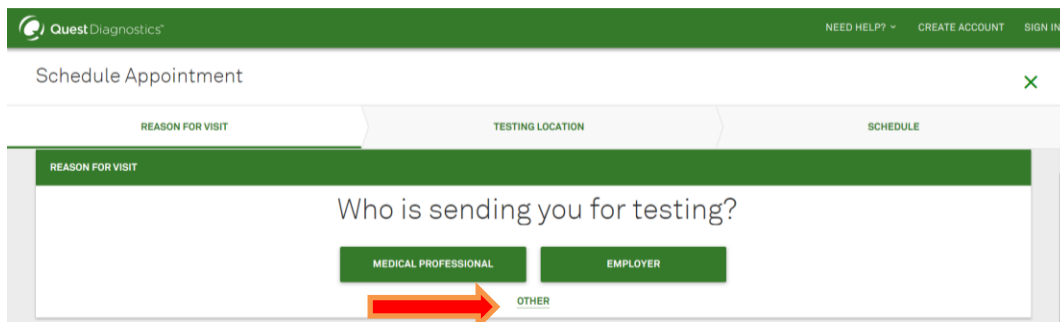 Quest Diagnostics™ NEED HELP? CREATE ACCOUNT SIGN IN
Schedule Appointment
REASON FOR VISIT TESTING LOCATION SCHEDULE
REASON FOR VISIT
Who is sending you for testing?
MEDICAL PROFESSIONAL EMPLOYER
OTHER